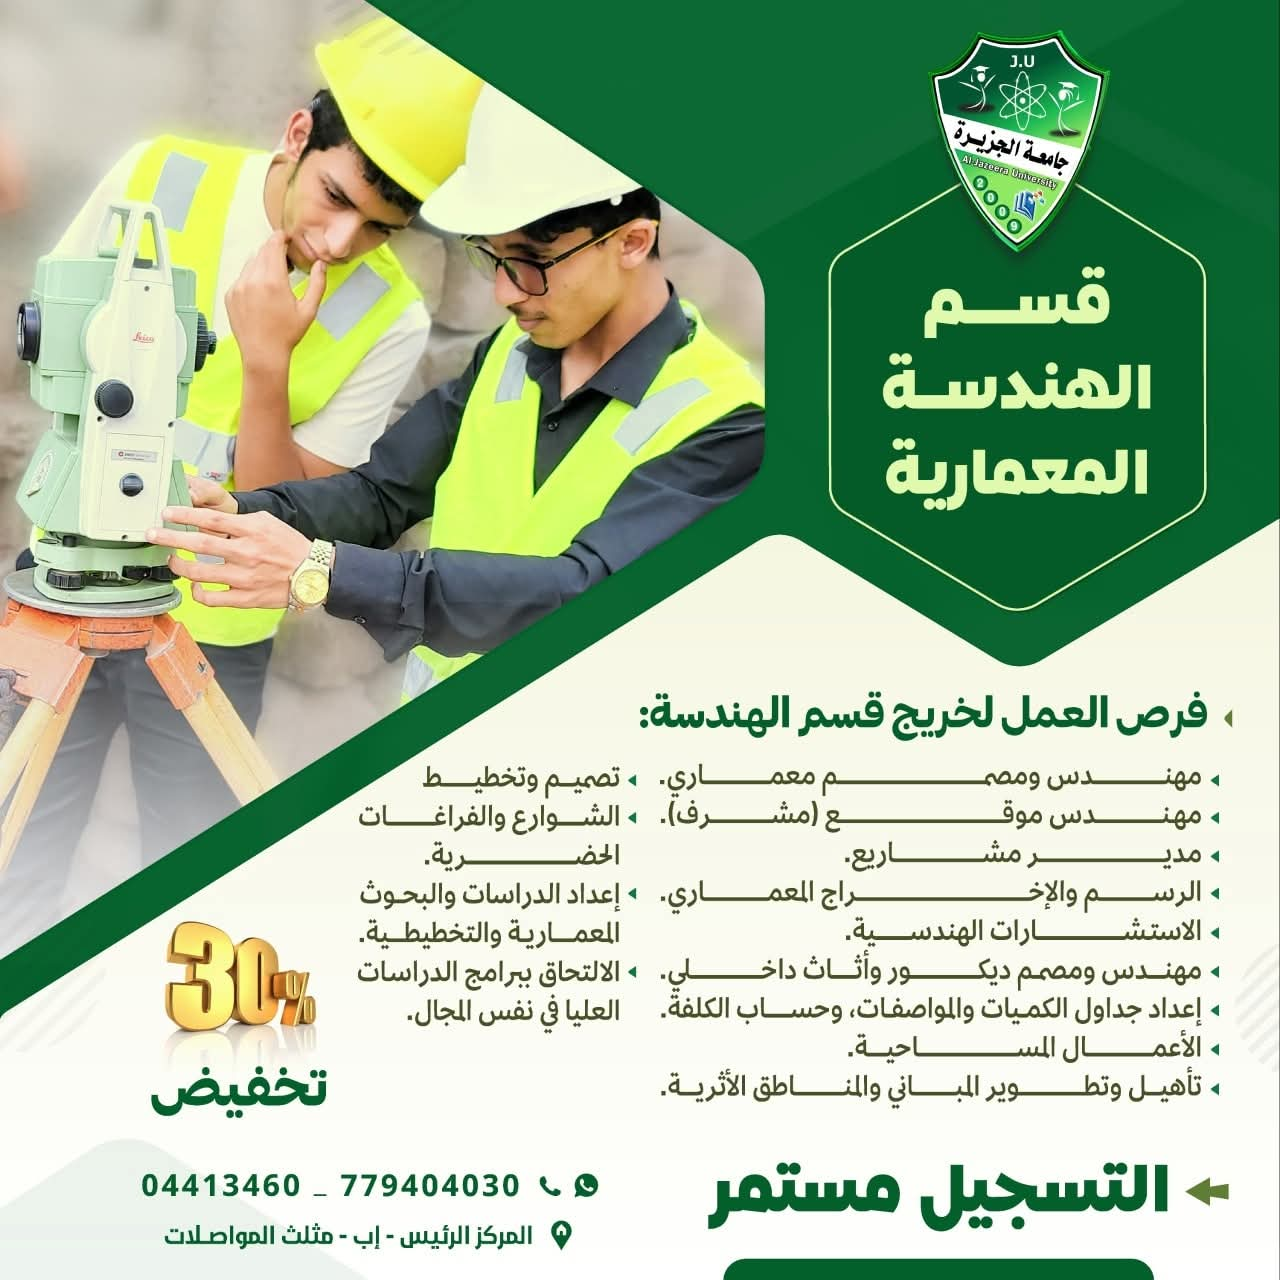 J.U
جامعة الجزيرة
Al.Jazeera University
2009
قسم
الهندسة
المعمارية
Leica
فرص العمل لخريج قسم الهندسة:
مهندس ومصمم معماري.
مهندس موقع (مشرف).
مدير مشاريع.
الرسم والإخراج المعماري.
الاستشارات الهندسية.
مهندس ومصمم ديكور وأثاث داخلي.
إعداد جداول الكميات والمواصفات، وحساب الكلفة.
الأعمال المساحية.
تأهيل وتطوير المباني والمناطق الأثرية.
تصميم وتخطيط
الشوارع والفراغات
الحضرية.
إعداد الدراسات والبحوث
المعمارية والتخطيطية.
الالتحاق ببرامج الدراسات
العليا في نفس المجال.
30%
تخفيض
التسجيل مستمر
779404030 _ 04413460
المركز الرئيس - إب - مثلث المواصلات